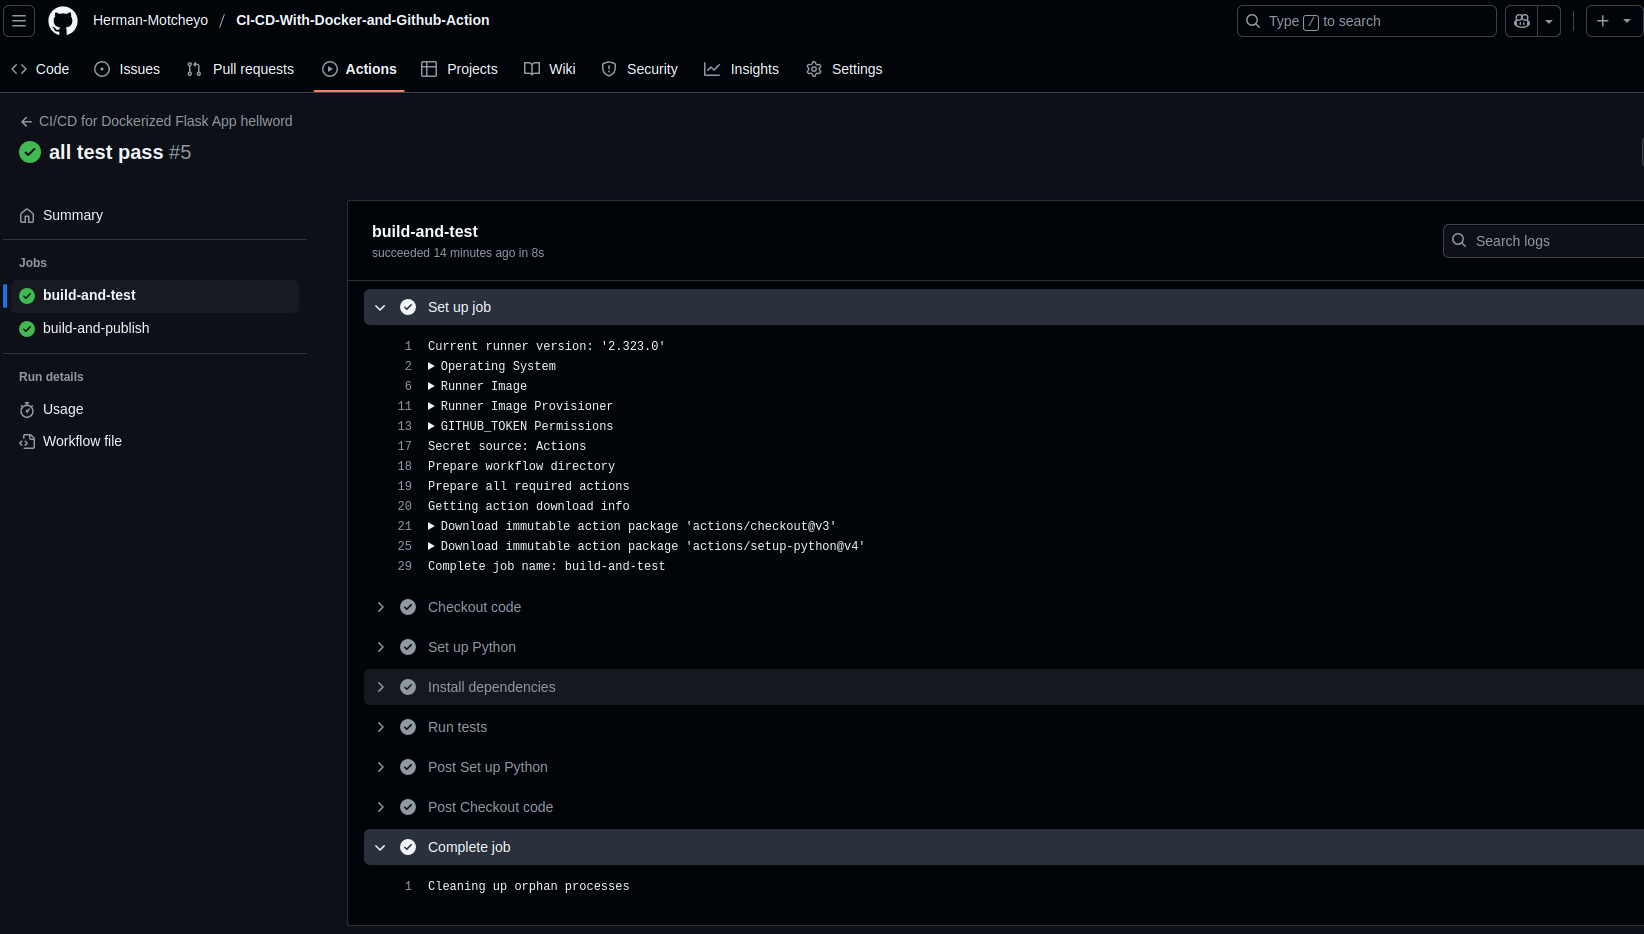 Herman-Motcheyo / CI-CD-With-Docker-and-Github-Action
Type / to search
Code Issues Pull requests Actions Projects Wiki Security Insights Settings
CI/CD for Dockerized Flask App hellword
all test pass #5
Summary
Jobs
build-and-test
build-and-publish
Run details
Usage
Workflow file
build-and-test
succeeded 14 minutes ago in 8s
Search logs
Set up job
1 Current runner version: '2.323.0'
2 Operating System
6 Runner Image
11 Runner Image Provisioner
13 GITHUB_TOKEN Permissions
17 Secret source: Actions
18 Prepare workflow directory
19 Prepare all required actions
20 Getting action download info
21 Download immutable action package 'actions/checkout@v3'
25 Download immutable action package 'actions/setup-python@v4'
29 Complete job name: build-and-test
Checkout code
Set up Python
Install dependencies
Run tests
Post Set up Python
Post Checkout code
Complete job
1 Cleaning up orphan processes